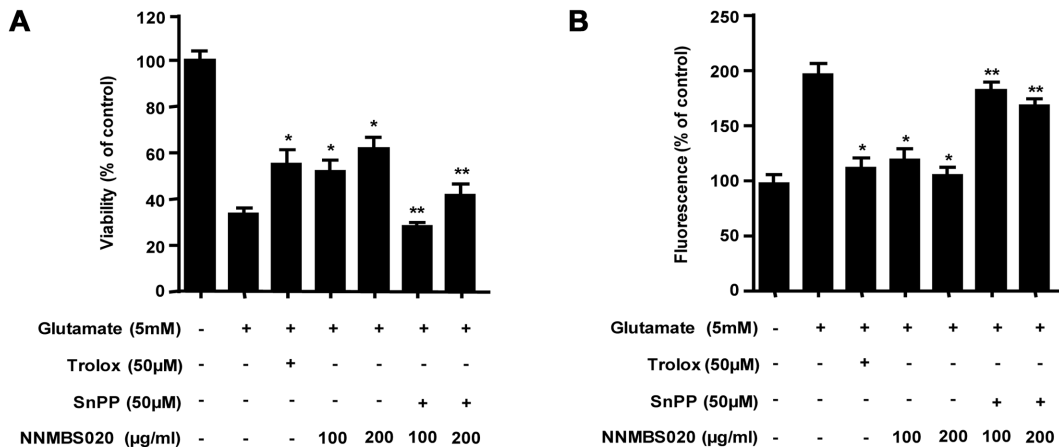 A
Viability (% of control)
120
100
80
60
40
20
0
*
*
*
**
**
Glutamate (5mM) - + + + + + +
Trolox (50µM) - - + - - - -
SnPP (50µM) - - - - - + +
NNMBS020 (µg/ml) - - - 100 200 100 200
B
Fluorescence (% of control)
250
200
150
100
50
0
*
*
*
**
**
Glutamate (5mM) - + + + + + +
Trolox (50µM) - - + - - - -
SnPP (50µM) - - - - - + +
NNMBS020 (µg/ml) - - - 100 200 100 200